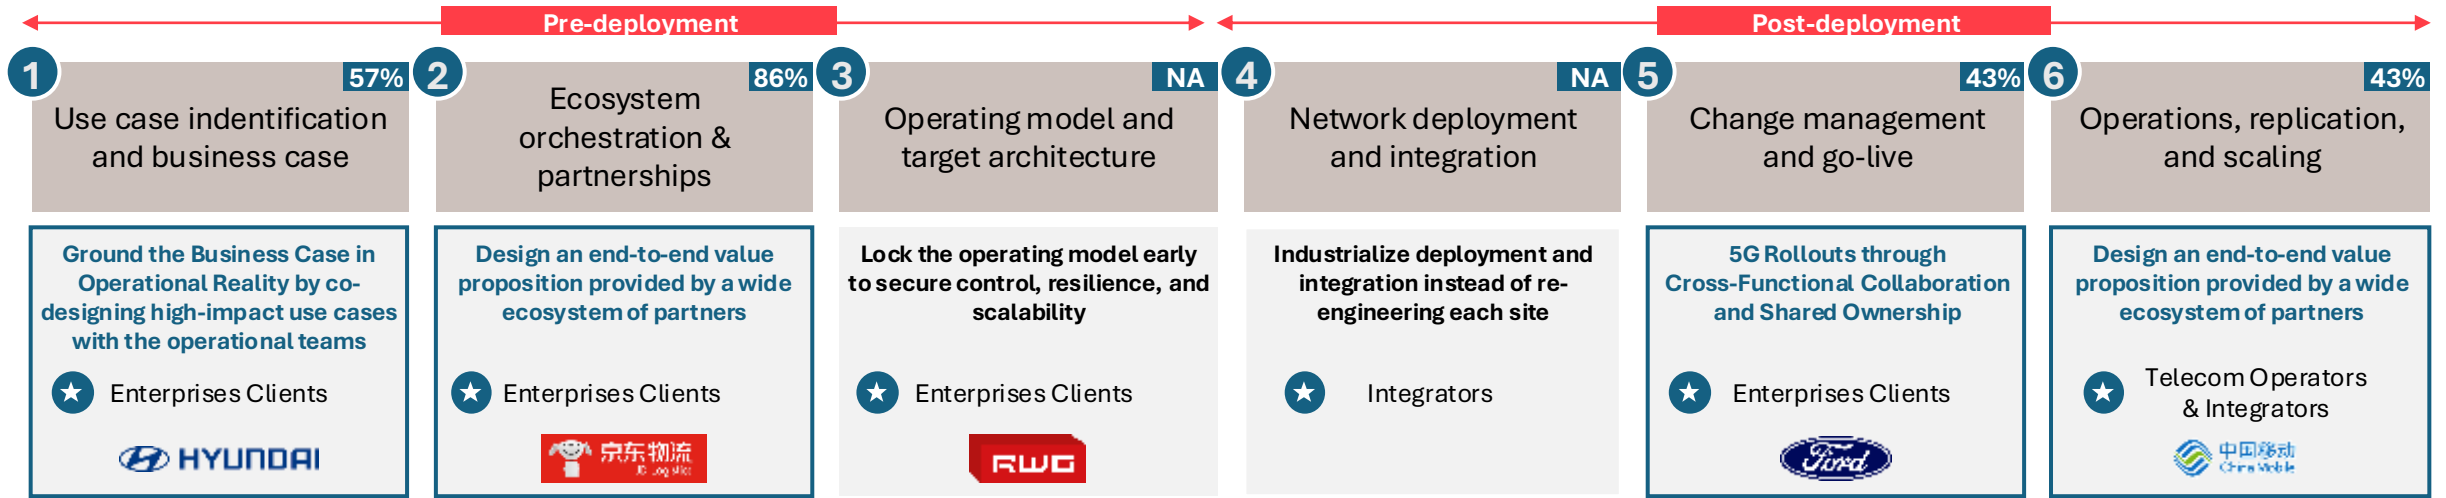 Pre-deployment
Post-deployment
1
57%
Use case indentification
and business case
2
86%
Ecosystem
orchestration &
partnerships
3
NA
Operating model and
target architecture
4
NA
Network deployment
and integration
5
43%
Change management
and go-live
6
43%
Operations, replication,
and scaling
Ground the Business Case in
Operational Reality by co-
designing high-impact use cases
with the operational teams
Enterprises Clients
HYUNDAI
Design an end-to-end value
proposition provided by a wide
ecosystem of partners
Enterprises Clients
京东物流
JD Logistics
Lock the operating model early
to secure control, resilience, and
scalability
Enterprises Clients
RWG
Industrialize deployment and
integration instead of re-
engineering each site
Integrators
5G Rollouts through
Cross-Functional Collaboration
and Shared Ownership
Enterprises Clients
Ford
Design an end-to-end value
proposition provided by a wide
ecosystem of partners
Telecom Operators
& Integrators
中国移动
China Mobile